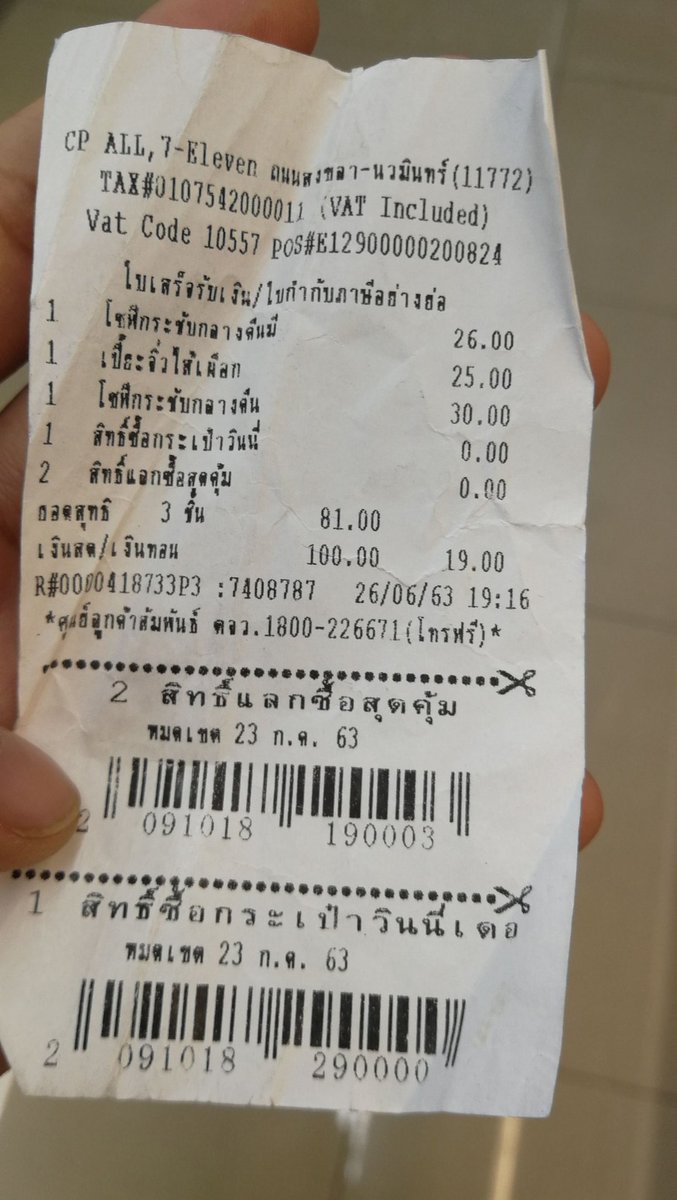 CP ALL,7-Eleven ถนนสงขลา-นวมินทร์(11772)
TAX#0107542000011 (VAT Included)
Vat Code 10557 POS#E12900000200824
ใบเสร็จรับเงิน/ใบกำกับภาษีอย่างย่อ
1 โซฟีกระชับกลางคืนมี 26.00
1 เปี๊ยะจิ๋วไส้เผือก 25.00
1 โซฟีกระชับกลางคืน 30.00
1 สิทธิ์ซื้อกระเป๋าวินนี่ 0.00
2 สิทธิ์แลกซื้อสุดคุ้ม 0.00
ยอดสุทธิ 3 ชิ้น 81.00
เงินสด/เงินทอน 100.00 19.00
R#0000418733P3 :7408787 26/06/63 19:16
*ศูนย์ลูกค้าสัมพันธ์ ตจว.1800-226671(โทรฟรี)*
2 สิทธิ์แลกซื้อสุดคุ้ม
หมดเขต 23 ก.ค. 63
2 091018 190003
1 สิทธิ์ซื้อกระเป๋าวินนี่เดอ
หมดเขต 23 ก.ค. 63
2 091018 290000